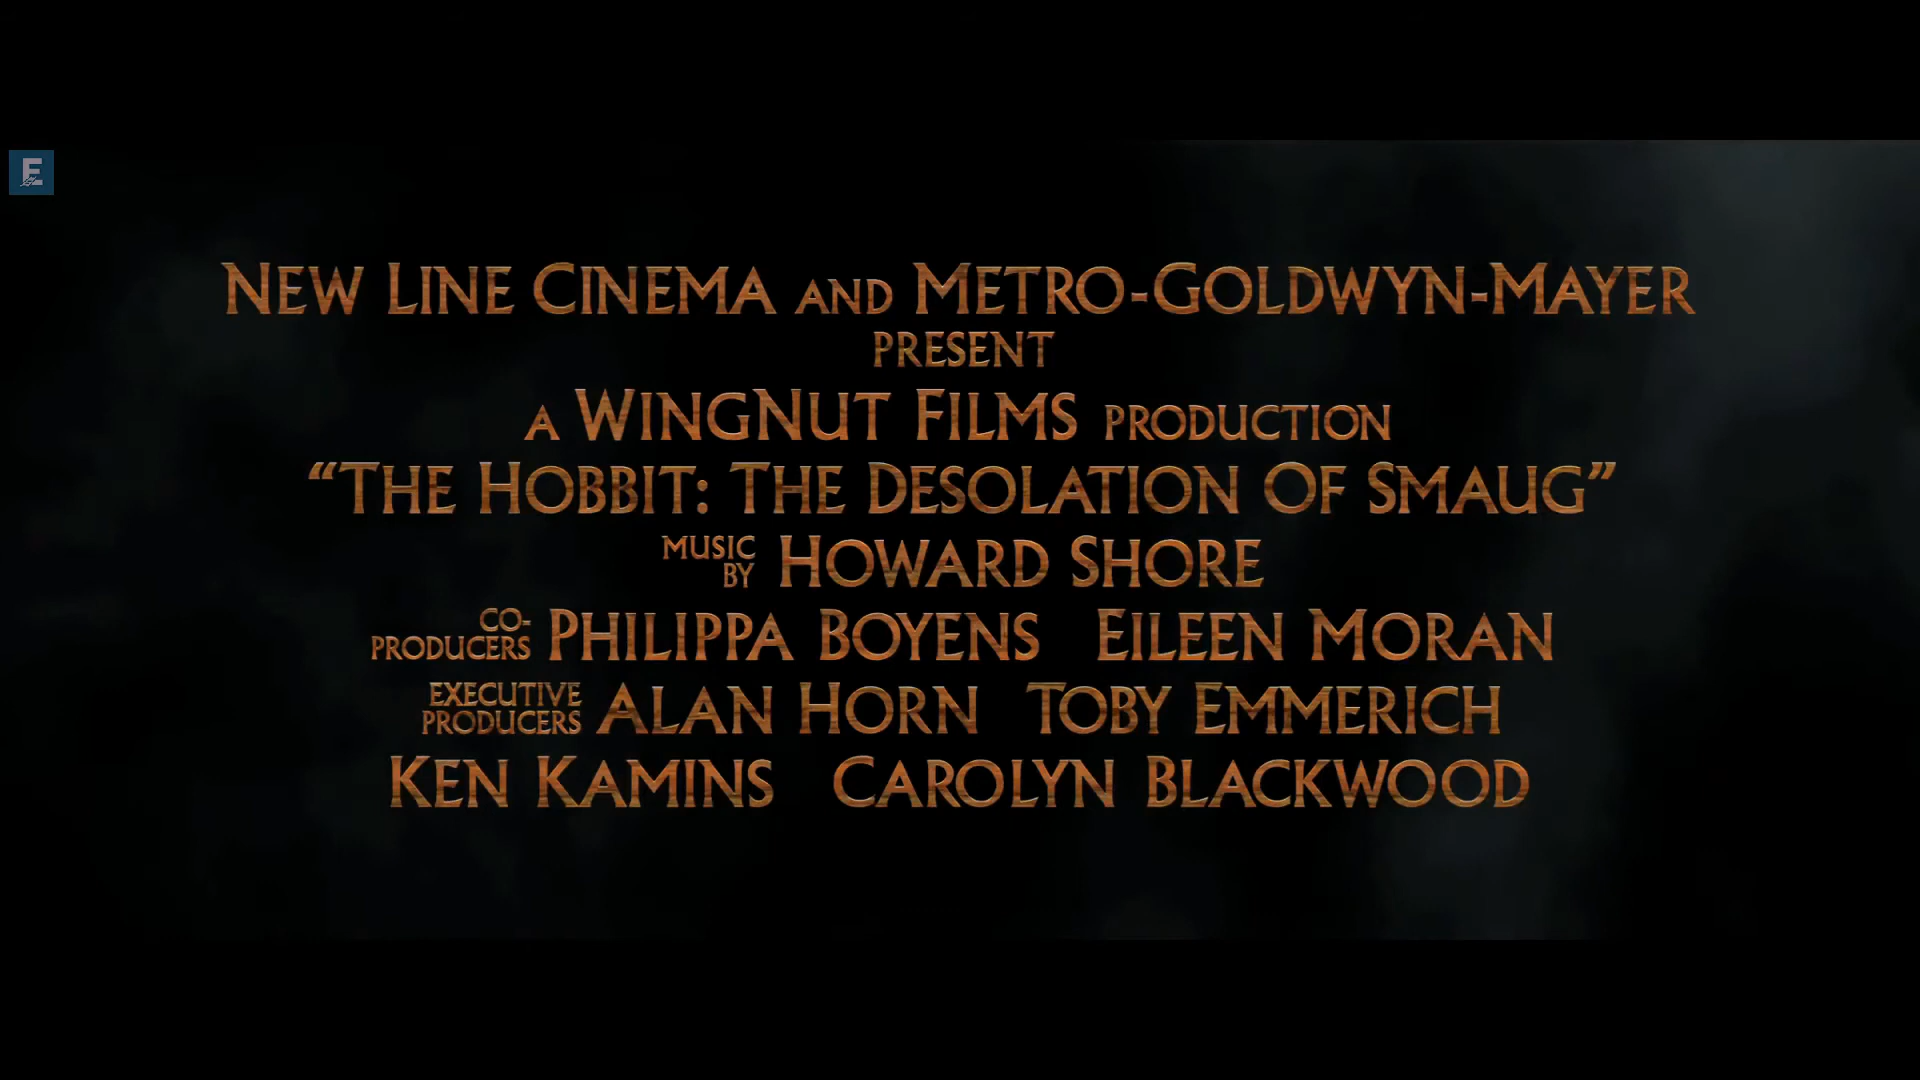 E
NEW LINE CINEMA AND METRO-GOLDWYN-MAYER
PRESENT
A WINGNUT FILMS PRODUCTION
“THE HOBBIT: THE DESOLATION OF SMAUG”
MUSIC BY HOWARD SHORE
CO-PRODUCERS PHILIPPA BOYENS EILEEN MORAN
EXECUTIVE PRODUCERS ALAN HORN TOBY EMMERICH
KEN KAMINS CAROLYN BLACKWOOD